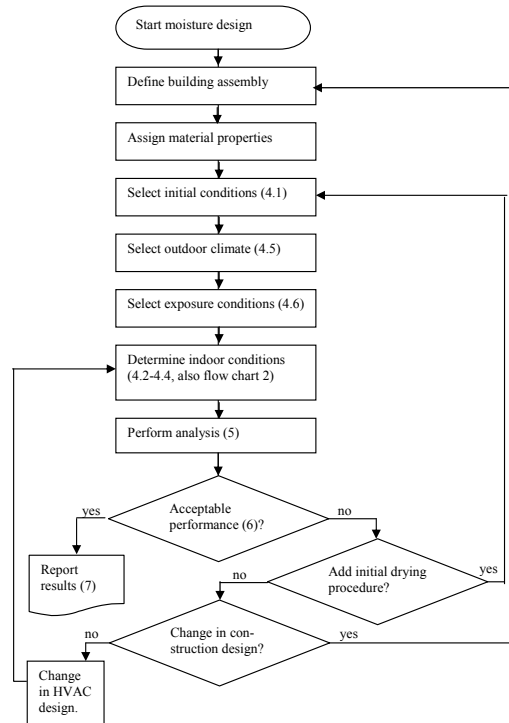 Start moisture design
Define building assembly
Assign material properties
Select initial conditions (4.1)
Select outdoor climate (4.5)
Select exposure conditions (4.6)
Determine indoor conditions
(4.2-4.4, also flow chart 2)
Perform analysis (5)
yes
Acceptable
performance (6)?
no
Report
results (7)
no
Add initial drying
procedure?
yes
no
Change in con-
struction design?
yes
Change
in HVAC
design.